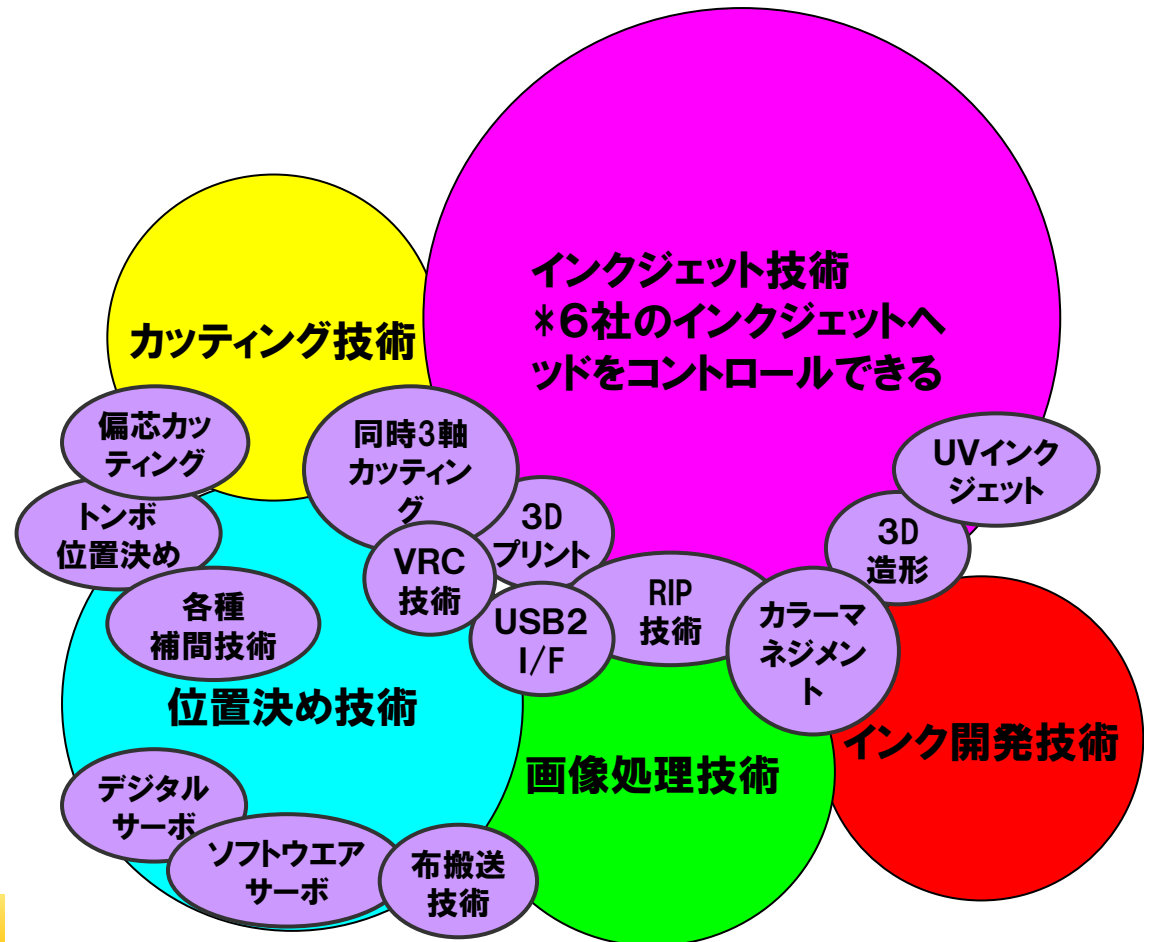 インクジェット技術
*6社のインクジェットヘ
ッドをコントロールできる
カッティング技術
偏芯カッ
ティング
同時3軸
カッティン
グ
UVインク
ジェット
トンボ
位置決め
3D
プリント
3D
造形
VRC
技術
各種
補間技術
USB2
I/F
RIP
技術
カラーマ
ネジメン
ト
位置決め技術
画像処理技術
インク開発技術
デジタル
サーボ
ソフトウエア
サーボ
布搬送
技術